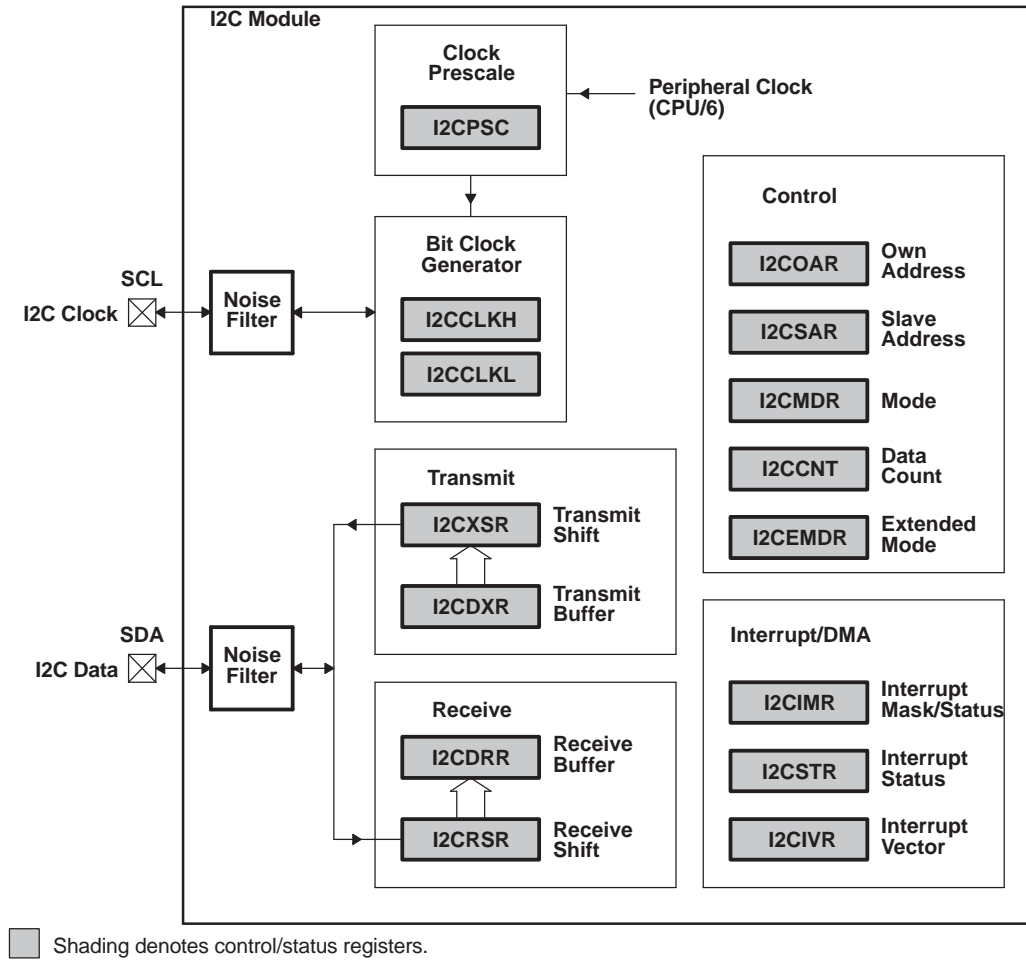 I2C Module
Clock
Prescale
I2CPSC
Peripheral Clock
(CPU/6)
Bit Clock
Generator
I2CCLKH
I2CCLKL
SCL
I2C Clock
Noise
Filter
Control
I2COAR
Own
Address
I2CSAR
Slave
Address
I2CMDR
Mode
I2CCNT
Data
Count
I2CEMDR
Extended
Mode
Transmit
I2CXSR
Transmit
Shift
I2CDXR
Transmit
Buffer
SDA
I2C Data
Noise
Filter
Receive
I2CDRR
Receive
Buffer
I2CRSR
Receive
Shift
Interrupt/DMA
I2CIMR
Interrupt
Mask/Status
I2CSTR
Interrupt
Status
I2CIVR
Interrupt
Vector
Shading denotes control/status registers.